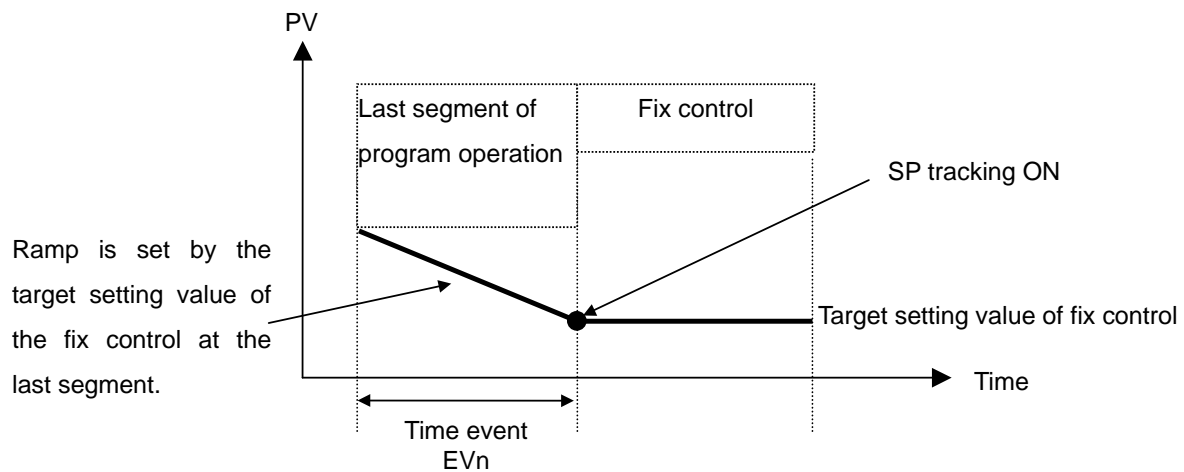 PV
Last segment of
program operation
Fix control
SP tracking ON
Ramp is set by the
target setting value of
the fix control at the
last segment.
Target setting value of fix control
Time
Time event
EVn